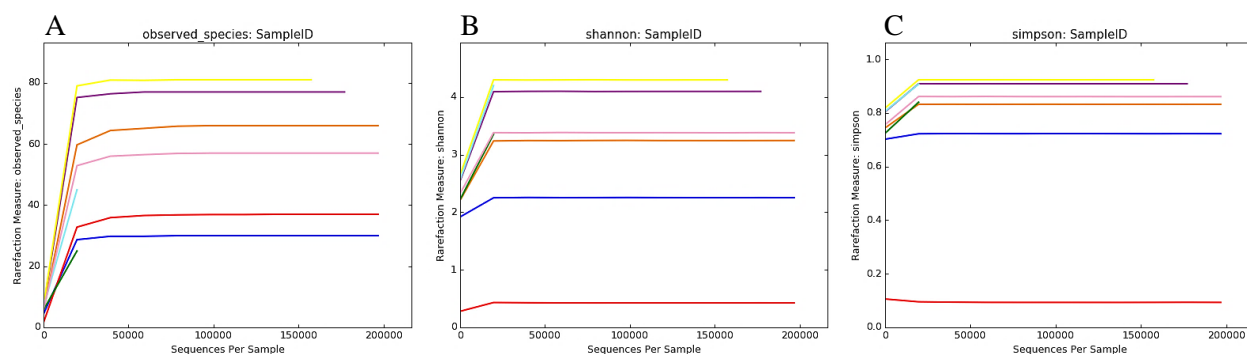 A
observed_species: SampleID
Rarefaction Measure: observed_species
80
60
40
20
0
0 50000 100000 150000 200000
Sequences Per Sample
B
shannon: SampleID
Rarefaction Measure: shannon
4
3
2
1
0
0 50000 100000 150000 200000
Sequences Per Sample
C
simpson: SampleID
Rarefaction Measure: simpson
1.0
0.8
0.6
0.4
0.2
0.0
0 50000 100000 150000 200000
Sequences Per Sample